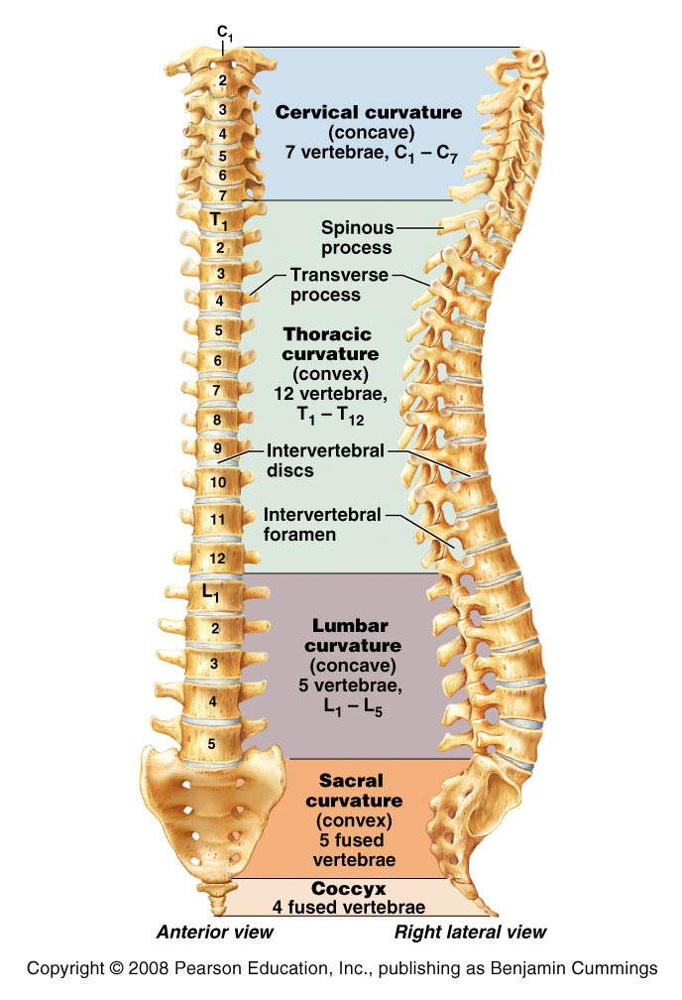 C₁
2
3
4
5
6
7
T₁
2
3
4
5
6
7
8
9
10
11
12
L₁
2
3
4
5
Cervical curvature
(concave)
7 vertebrae, C₁ – C₇
Spinous
process
Transverse
process
Thoracic
curvature
(convex)
12 vertebrae,
T₁ – T₁₂
Intervertebral
discs
Intervertebral
foramen
Lumbar
curvature
(concave)
5 vertebrae,
L₁ – L₅
Sacral
curvature
(convex)
5 fused
vertebrae
Coccyx
4 fused vertebrae
Anterior view
Right lateral view
Copyright © 2008 Pearson Education, Inc., publishing as Benjamin Cummings